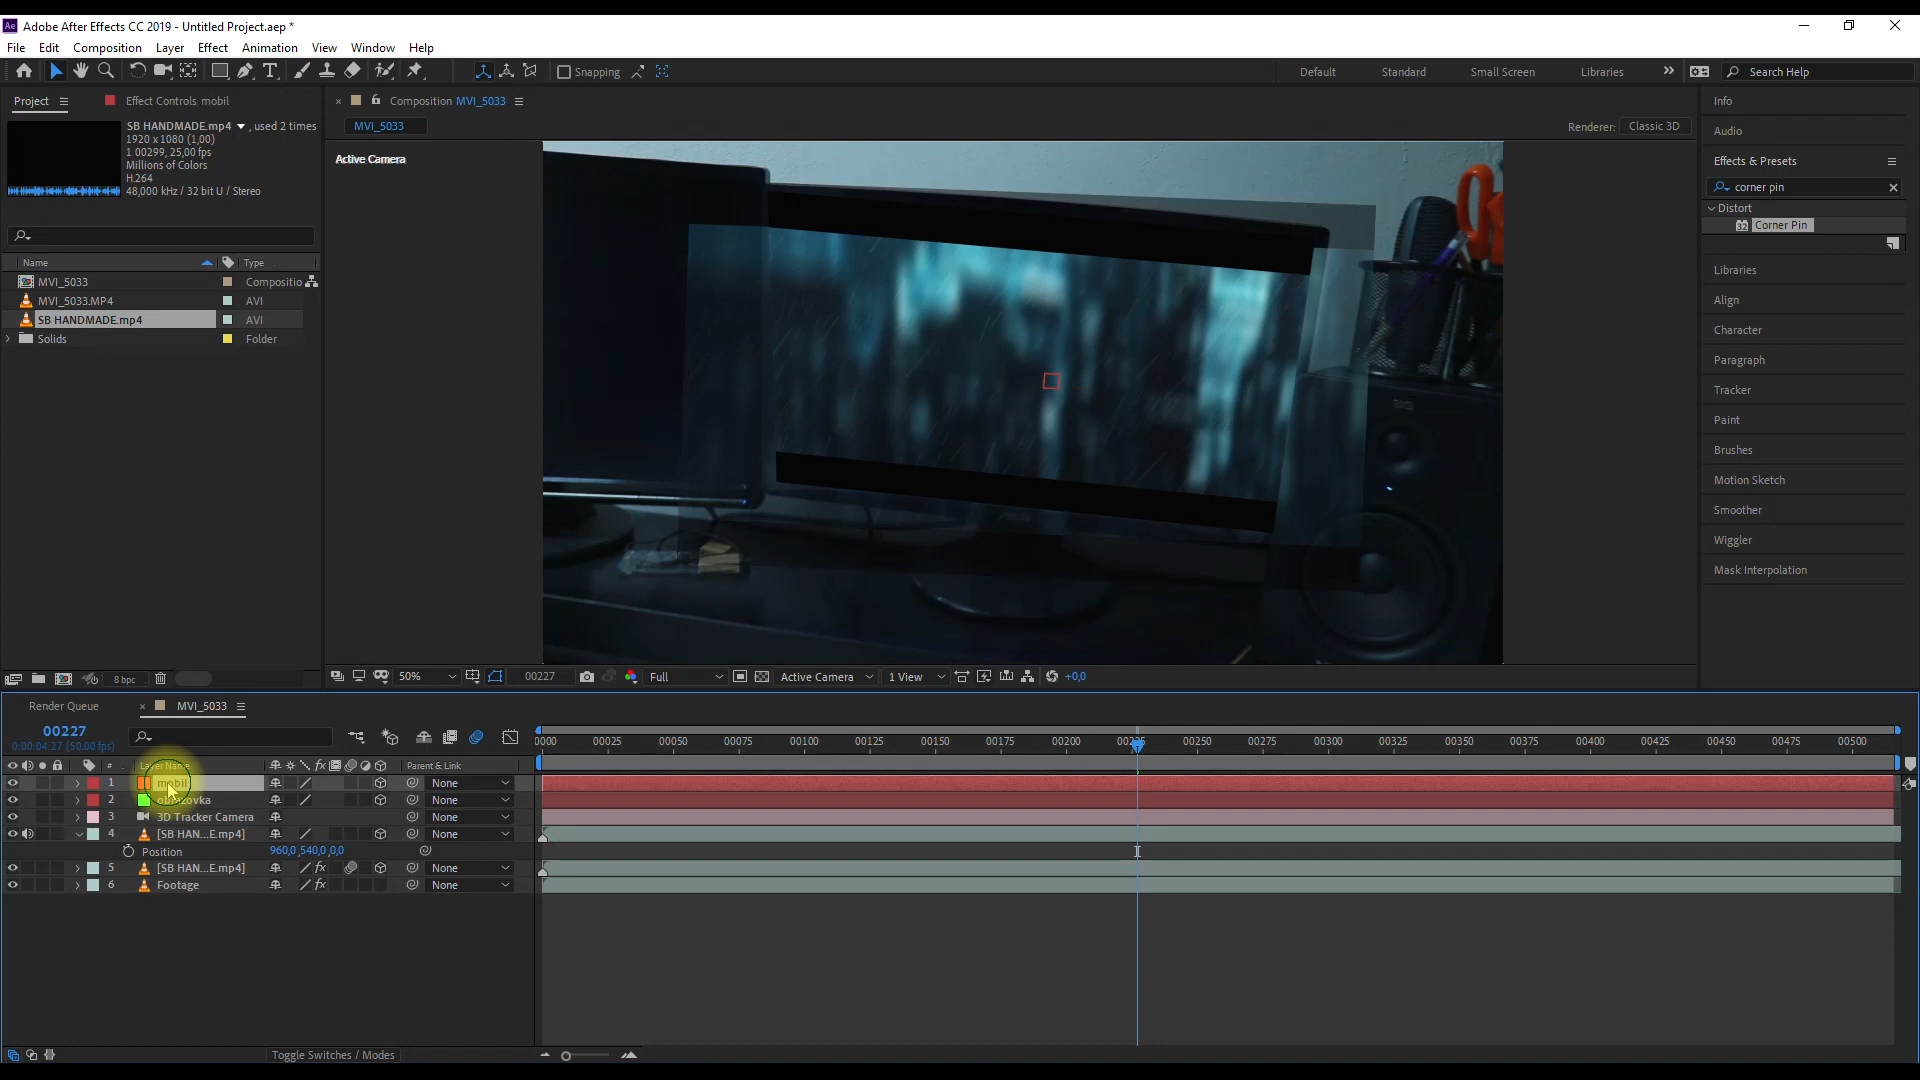 Adobe After Effects CC 2019 - Untitled Project.aep *
File Edit Composition Layer Effect Animation View Window Help
Snapping
Default Standard Small Screen Libraries Search Help
Project Effect Controls mobil
SB HANDMADE.mp4 , used 2 times
1920 x 1080 (1,00)
1 00299, 25,00 fps
Millions of Colors
H.264
48,000 kHz / 32 bit U / Stereo
Name Type
MVI_5033 Compositio
MVI_5033.MP4 AVI
SB HANDMADE.mp4 AVI
Solids Folder
8 bpc
Composition MVI_5033
MVI_5033
Renderer: Classic 3D
Active Camera
50% 00227 Full Active Camera 1 View +0,0
Info
Audio
Effects & Presets
corner pin
Distort
32 Corner Pin
Libraries
Align
Character
Paragraph
Tracker
Paint
Brushes
Motion Sketch
Smoother
Wiggler
Mask Interpolation
Render Queue MVI_5033
00227
0:00:04:27 (50.00 fps)
0000 00025 00050 00075 00100 00125 00150 00175 00200 00250 00275 00300 00325 00350 00375 00400 00425 00450 00475 00500
# Layer Name Parent & Link
1 mobil None
2 None
3 3D Tracker Camera None
4 [SB HAN...E.mp4] None
Position 960,0,540,0,0,0
5 [SB HAN...E.mp4] None
6 Footage None
Toggle Switches / Modes